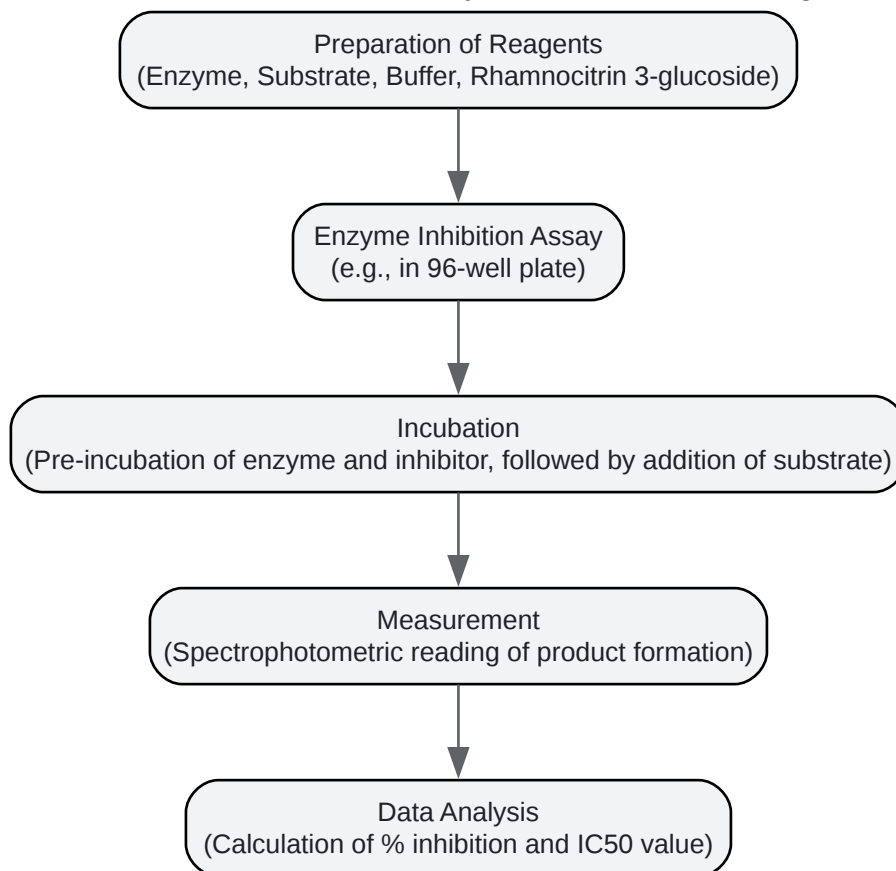 Preparation of Reagents
(Enzyme, Substrate, Buffer, Rhamnocitrin 3-glucoside)
Enzyme Inhibition Assay
(e.g., in 96-well plate)
Incubation
(Pre-incubation of enzyme and inhibitor, followed by addition of substrate)
Measurement
(Spectrophotometric reading of product formation)
Data Analysis
(Calculation of % inhibition and IC50 value)